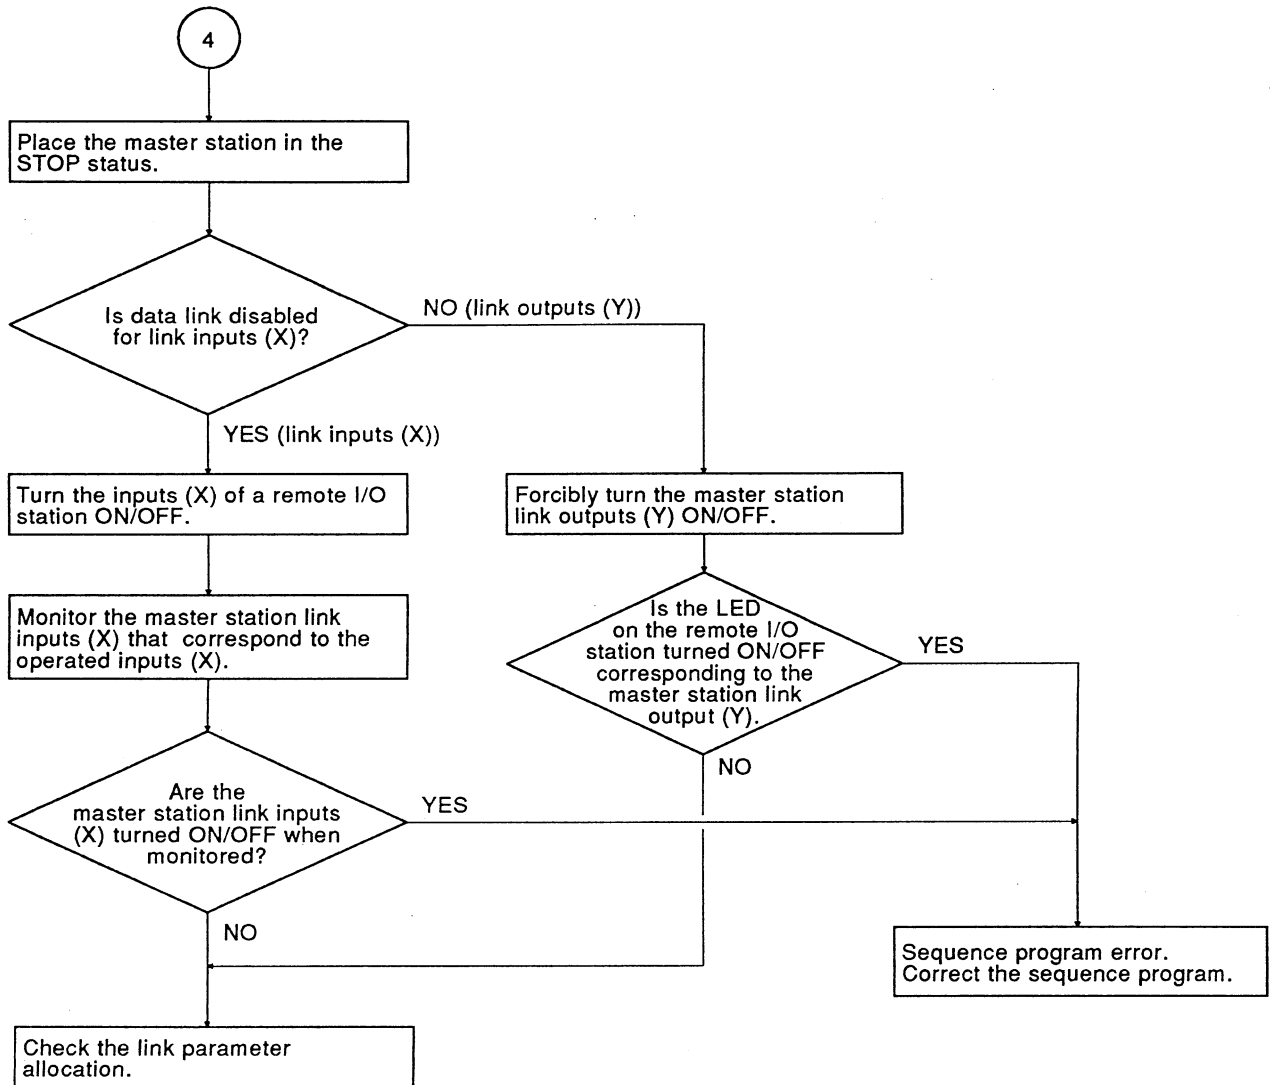 4
Place the master station in the
STOP status.
Is data link disabled
for link inputs (X)?
NO (link outputs (Y))
YES (link inputs (X))
Turn the inputs (X) of a remote I/O
station ON/OFF.
Forcibly turn the master station
link outputs (Y) ON/OFF.
Monitor the master station link
inputs (X) that correspond to the
operated inputs (X).
Is the LED
on the remote I/O
station turned ON/OFF
corresponding to the
master station link
output (Y).
YES
NO
Are the
master station link inputs
(X) turned ON/OFF when
monitored?
YES
NO
Sequence program error.
Correct the sequence program.
Check the link parameter
allocation.